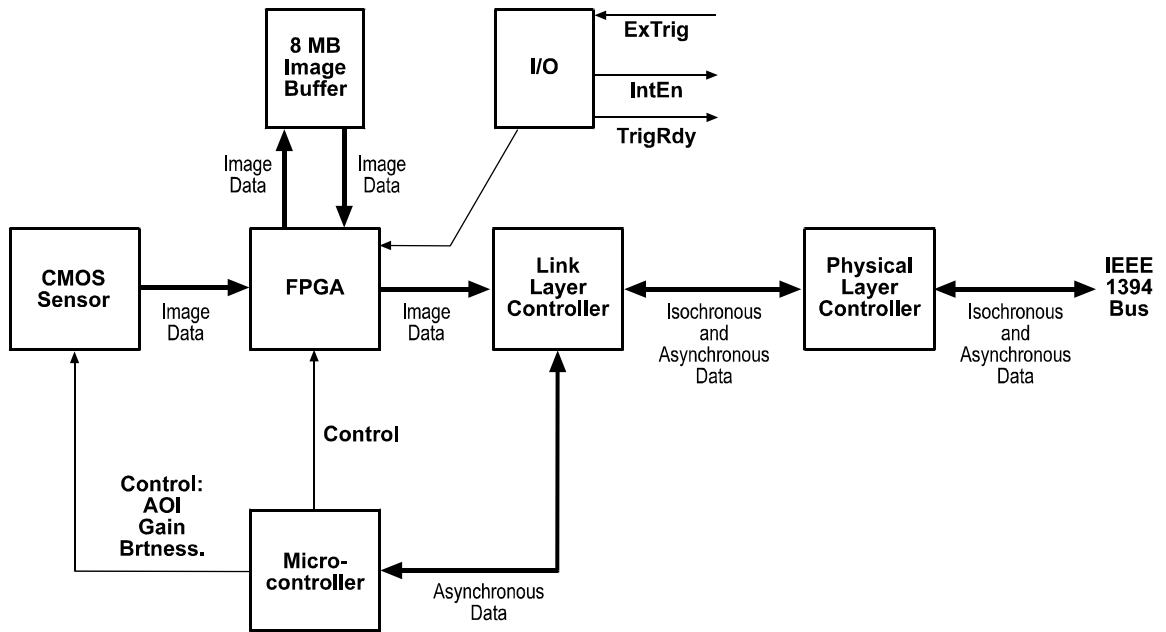 8 MB
Image
Buffer
I/O
ExTrig
IntEn
TrigRdy
Image
Data
Image
Data
CMOS
Sensor
Image
Data
FPGA
Image
Data
Link
Layer
Controller
Isochronous
and
Asynchronous
Data
Physical
Layer
Controller
Isochronous
and
Asynchronous
Data
IEEE
1394
Bus
Control
Control:
AOI
Gain
Brtness.
Micro-
controller
Asynchronous
Data